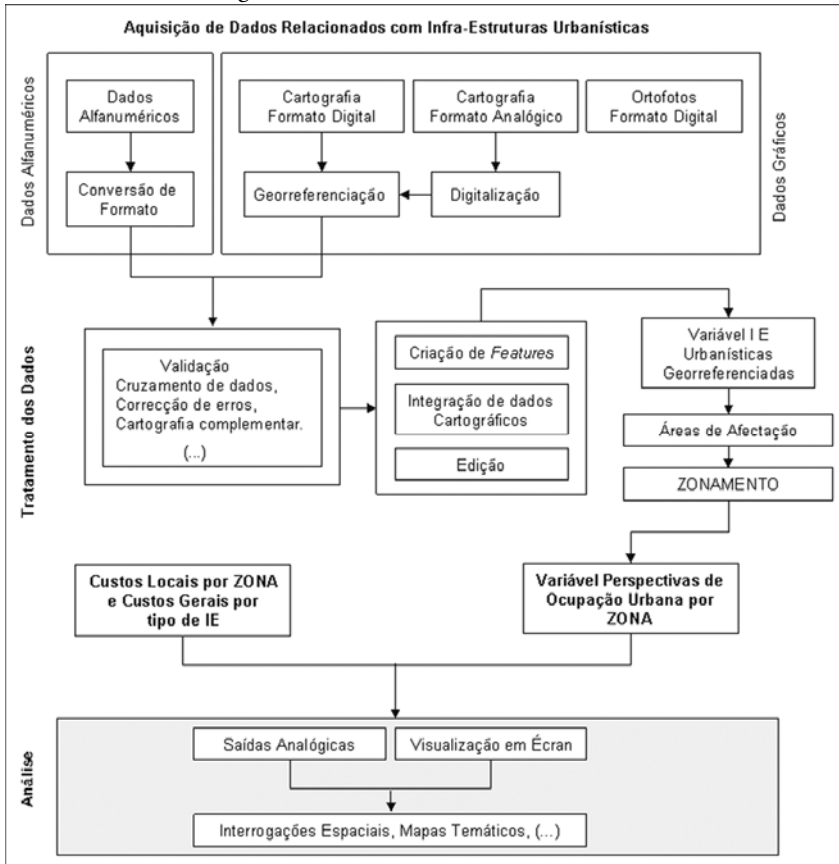 Aquisição de Dados Relacionados com Infra-Estruturas Urbanísticas
Dados Alfanuméricos
Dados
Alfanuméricos
Conversão de
Formato
Cartografia
Formato Digital
Cartografia
Formato Analógico
Ortofotos
Formato Digital
Georreferenciação
Digitalização
Dados Gráficos
Tratamento dos Dados
Validação
Cruzamento de dados,
Correcção de erros,
Cartografia complementar.
(...)
Criação de Features
Integração de dados
Cartográficos
Edição
Variável I E
Urbanísticas
Georreferenciadas
Áreas de Afectação
ZONAMENTO
Custos Locais por ZONA
e Custos Gerais por
tipo de IE
Variável Perspectivas de
Ocupação Urbana por
ZONA
Análise
Saídas Analógicas
Visualização em Écran
Interrogações Espaciais, Mapas Temáticos, (...)